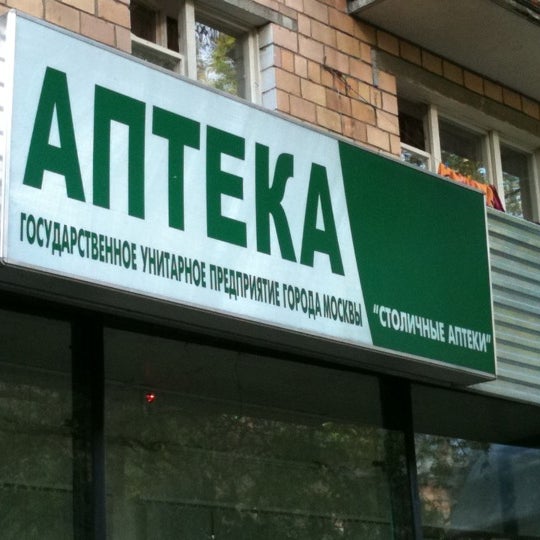 АПТЕКА
ГОСУДАРСТВЕННОЕ УНИТАРНОЕ ПРЕДПРИЯТИЕ ГОРОДА МОСКВЫ
"СТОЛИЧНЫЕ АПТЕКИ"